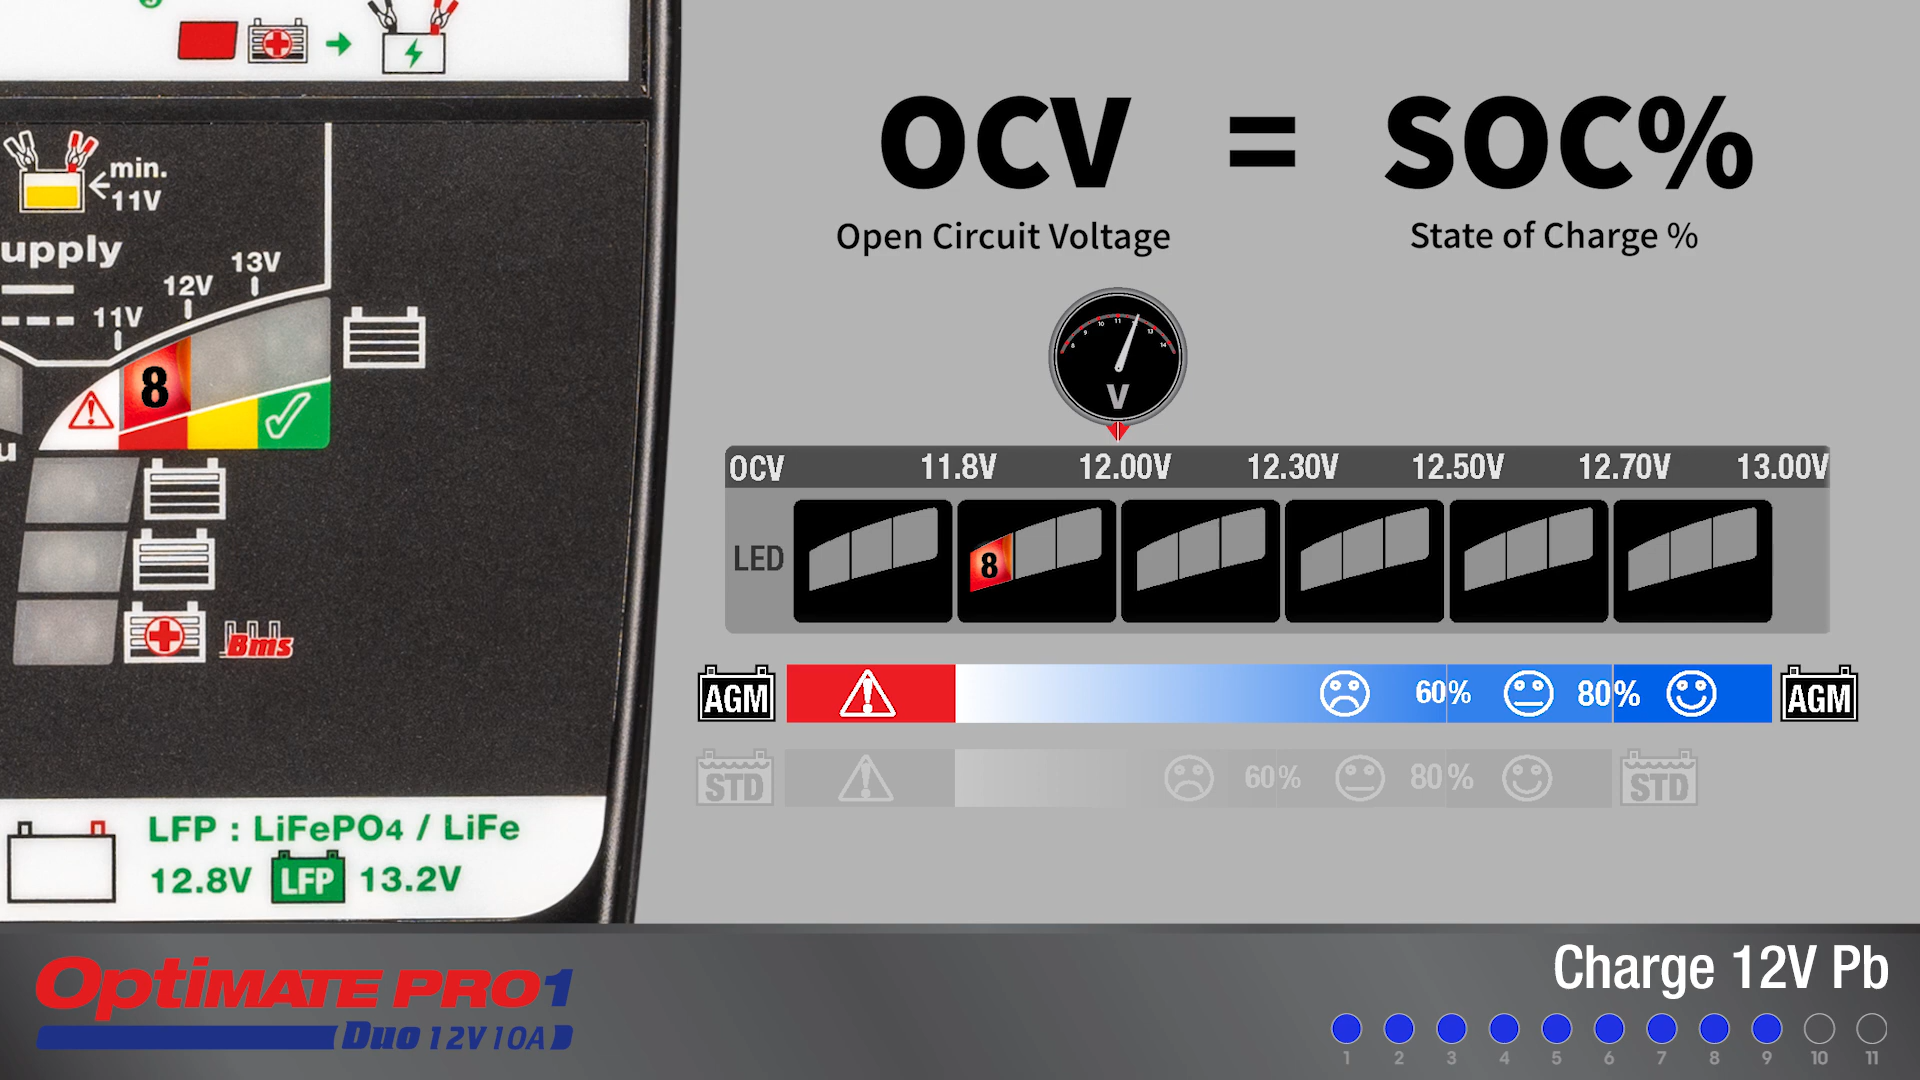 OCV = SOC%
Open Circuit Voltage
State of Charge %
min.
11V
upply
11V 12V 13V
8
Bms
LFP : LiFePO4 / LiFe
12.8V LFP 13.2V
V
OCV 11.8V 12.00V 12.30V 12.50V 12.70V 13.00V
LED 8
AGM 60% 80% AGM
STD 60% 80% STD
OptiMATE PRO1
Duo 12V 10A
Charge 12V Pb
1 2 3 4 5 6 7 8 9 10 11